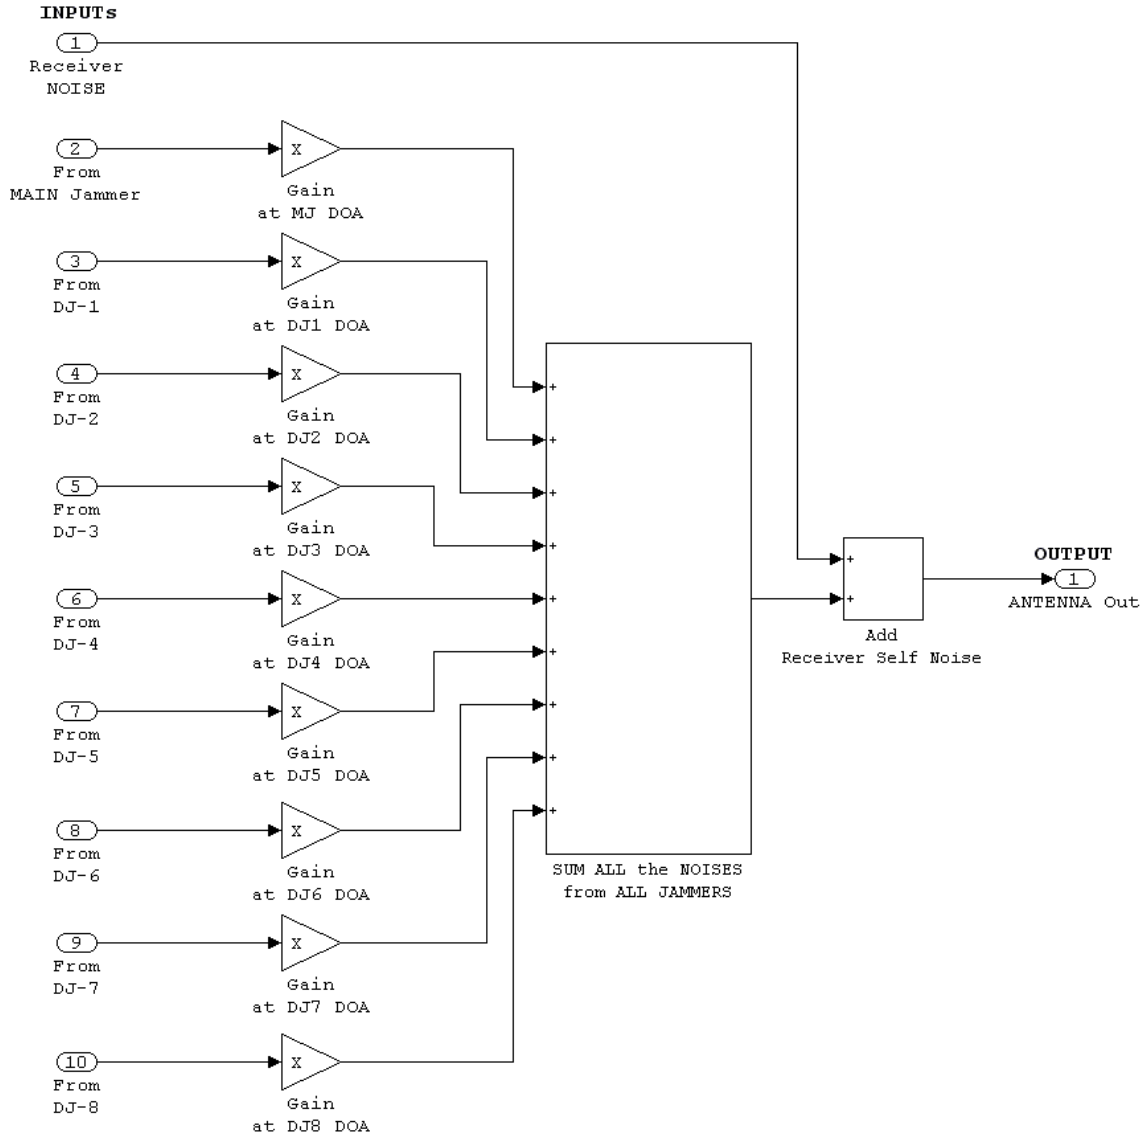 INPUTs
1
Receiver
NOISE
2
From
MAIN Jammer
X
Gain
at MJ DOA
3
From
DJ-1
X
Gain
at DJ1 DOA
4
From
DJ-2
X
Gain
at DJ2 DOA
5
From
DJ-3
X
Gain
at DJ3 DOA
6
From
DJ-4
X
Gain
at DJ4 DOA
7
From
DJ-5
X
Gain
at DJ5 DOA
8
From
DJ-6
X
Gain
at DJ6 DOA
9
From
DJ-7
X
Gain
at DJ7 DOA
10
From
DJ-8
X
Gain
at DJ8 DOA
+
+
+
+
+
+
+
+
+
SUM ALL the NOISES
from ALL JAMMERS
+
+
Add
Receiver Self Noise
OUTPUT
1
ANTENNA Out